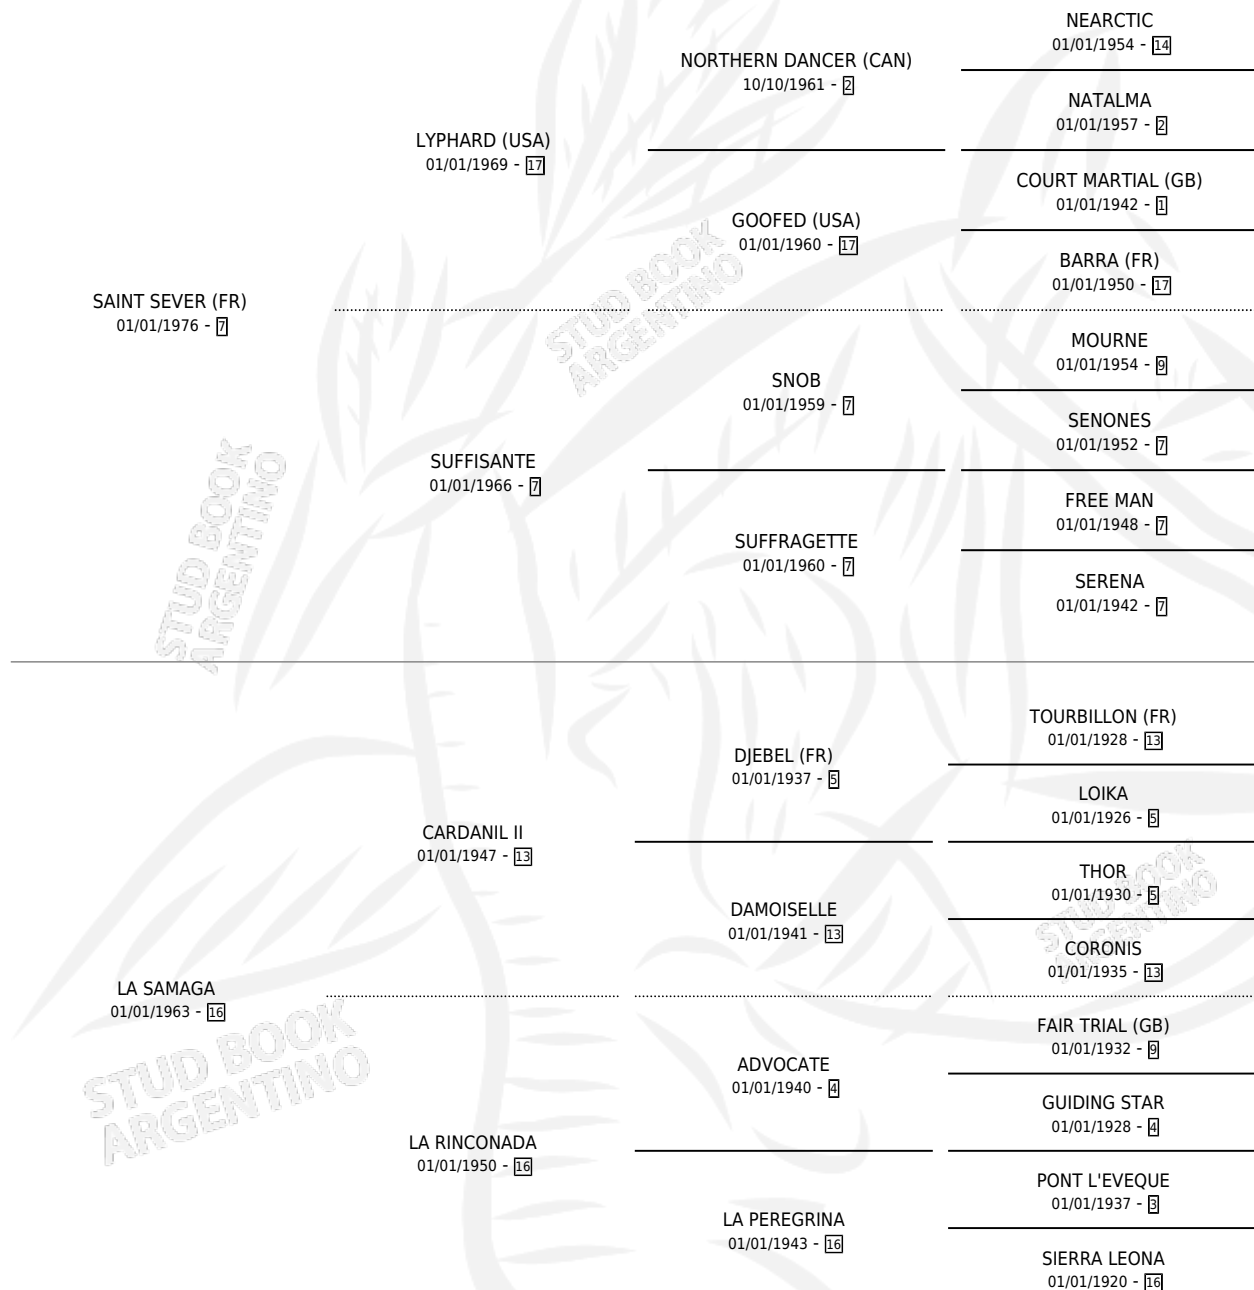 NEARCTIC
01/01/1954 - 14
NORTHERN DANCER (CAN)
10/10/1961 - 2
NATALMA
01/01/1957 - 2
LYPHARD (USA)
01/01/1969 - 17
COURT MARTIAL (GB)
01/01/1942 - 1
GOOFED (USA)
01/01/1960 - 17
BARRA (FR)
01/01/1950 - 17
SAINT SEVER (FR)
01/01/1976 - 7
MOURNE
01/01/1954 - 9
SNOB
01/01/1959 - 7
SENONES
01/01/1952 - 7
SUFFISANTE
01/01/1966 - 7
FREE MAN
01/01/1948 - 7
SUFFRAGETTE
01/01/1960 - 7
SERENA
01/01/1942 - 7
TOURBILLON (FR)
01/01/1928 - 13
DJEBEL (FR)
01/01/1937 - 5
LOIKA
01/01/1926 - 5
CARDANIL II
01/01/1947 - 13
THOR
01/01/1930 - 5
DAMOISELLE
01/01/1941 - 13
CORONIS
01/01/1935 - 13
LA SAMAGA
01/01/1963 - 16
FAIR TRIAL (GB)
01/01/1932 - 9
ADVOCATE
01/01/1940 - 4
GUIDING STAR
01/01/1928 - 4
LA RINCONADA
01/01/1950 - 16
PONT L'EVEQUE
01/01/1937 - 3
LA PEREGRINA
01/01/1943 - 16
SIERRA LEONA
01/01/1920 - 16
STUD BOOK
ARGENTINO
STUD BOOK
ARGENTINO
STUD BOOK
ARGENTINO
STUD BOOK
ARGENTINO